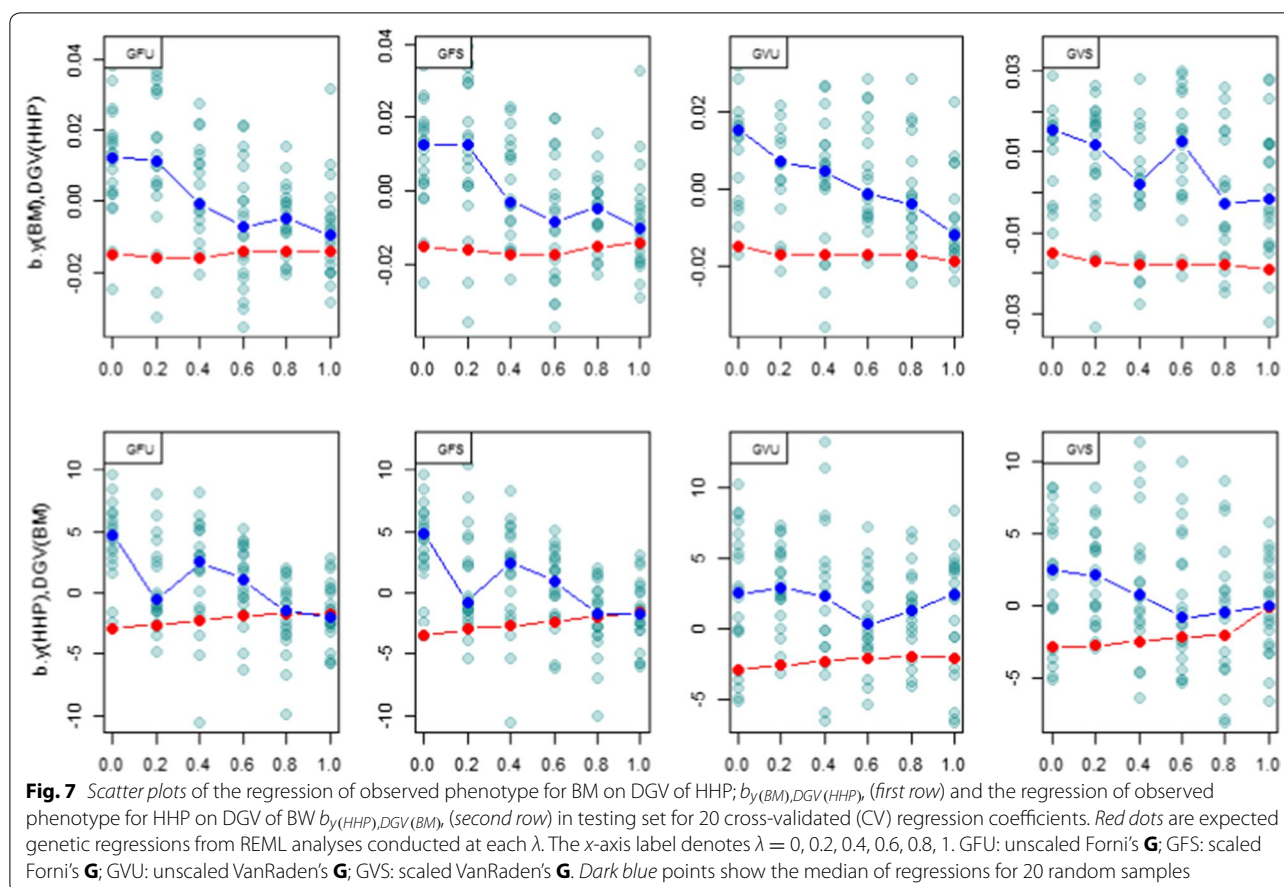 GFU
GFS
GVU
GVS
b.y(BM),DGV(HHP)
0.04
0.02
0.00
-0.02
0.04
0.02
0.00
-0.02
0.02
0.00
-0.02
0.03
0.01
-0.01
-0.03
0.0 0.2 0.4 0.6 0.8 1.0
0.0 0.2 0.4 0.6 0.8 1.0
0.0 0.2 0.4 0.6 0.8 1.0
0.0 0.2 0.4 0.6 0.8 1.0
GFU
GFS
GVU
GVS
b.y(HHP),DGV(BM)
10
5
0
-5
-10
10
5
0
-5
-10
10
5
0
-5
10
5
0
-5
0.0 0.2 0.4 0.6 0.8 1.0
0.0 0.2 0.4 0.6 0.8 1.0
0.0 0.2 0.4 0.6 0.8 1.0
0.0 0.2 0.4 0.6 0.8 1.0
Fig. 7 Scatter plots of the regression of observed phenotype for BM on DGV of HHP; b y(BM),DGV(HHP), (first row) and the regression of observed
phenotype for HHP on DGV of BW b y(HHP),DGV(BM), (second row) in testing set for 20 cross-validated (CV) regression coefficients. Red dots are expected
genetic regressions from REML analyses conducted at each λ. The x-axis label denotes λ = 0, 0.2, 0.4, 0.6, 0.8, 1. GFU: unscaled Forni's G; GFS: scaled
Forni's G; GVU: unscaled VanRaden's G; GVS: scaled VanRaden's G. Dark blue points show the median of regressions for 20 random samples